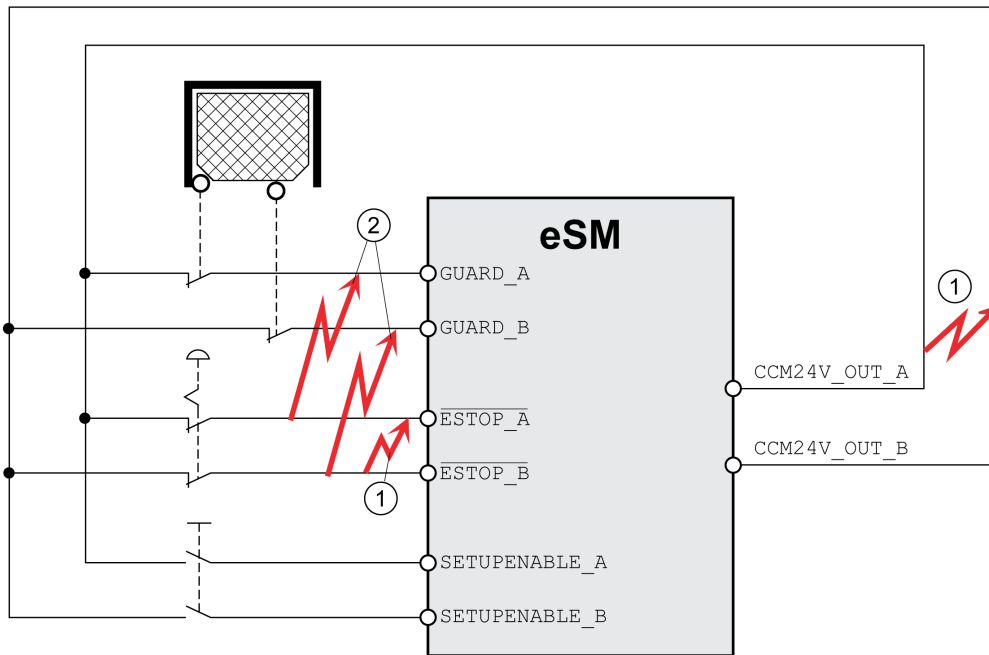 eSM
2
GUARD_A
1
GUARD_B
CCM24V_OUT_A
ESTOP_A
CCM24V_OUT_B
ESTOP_B
1
SETUPENABLE_A
SETUPENABLE_B